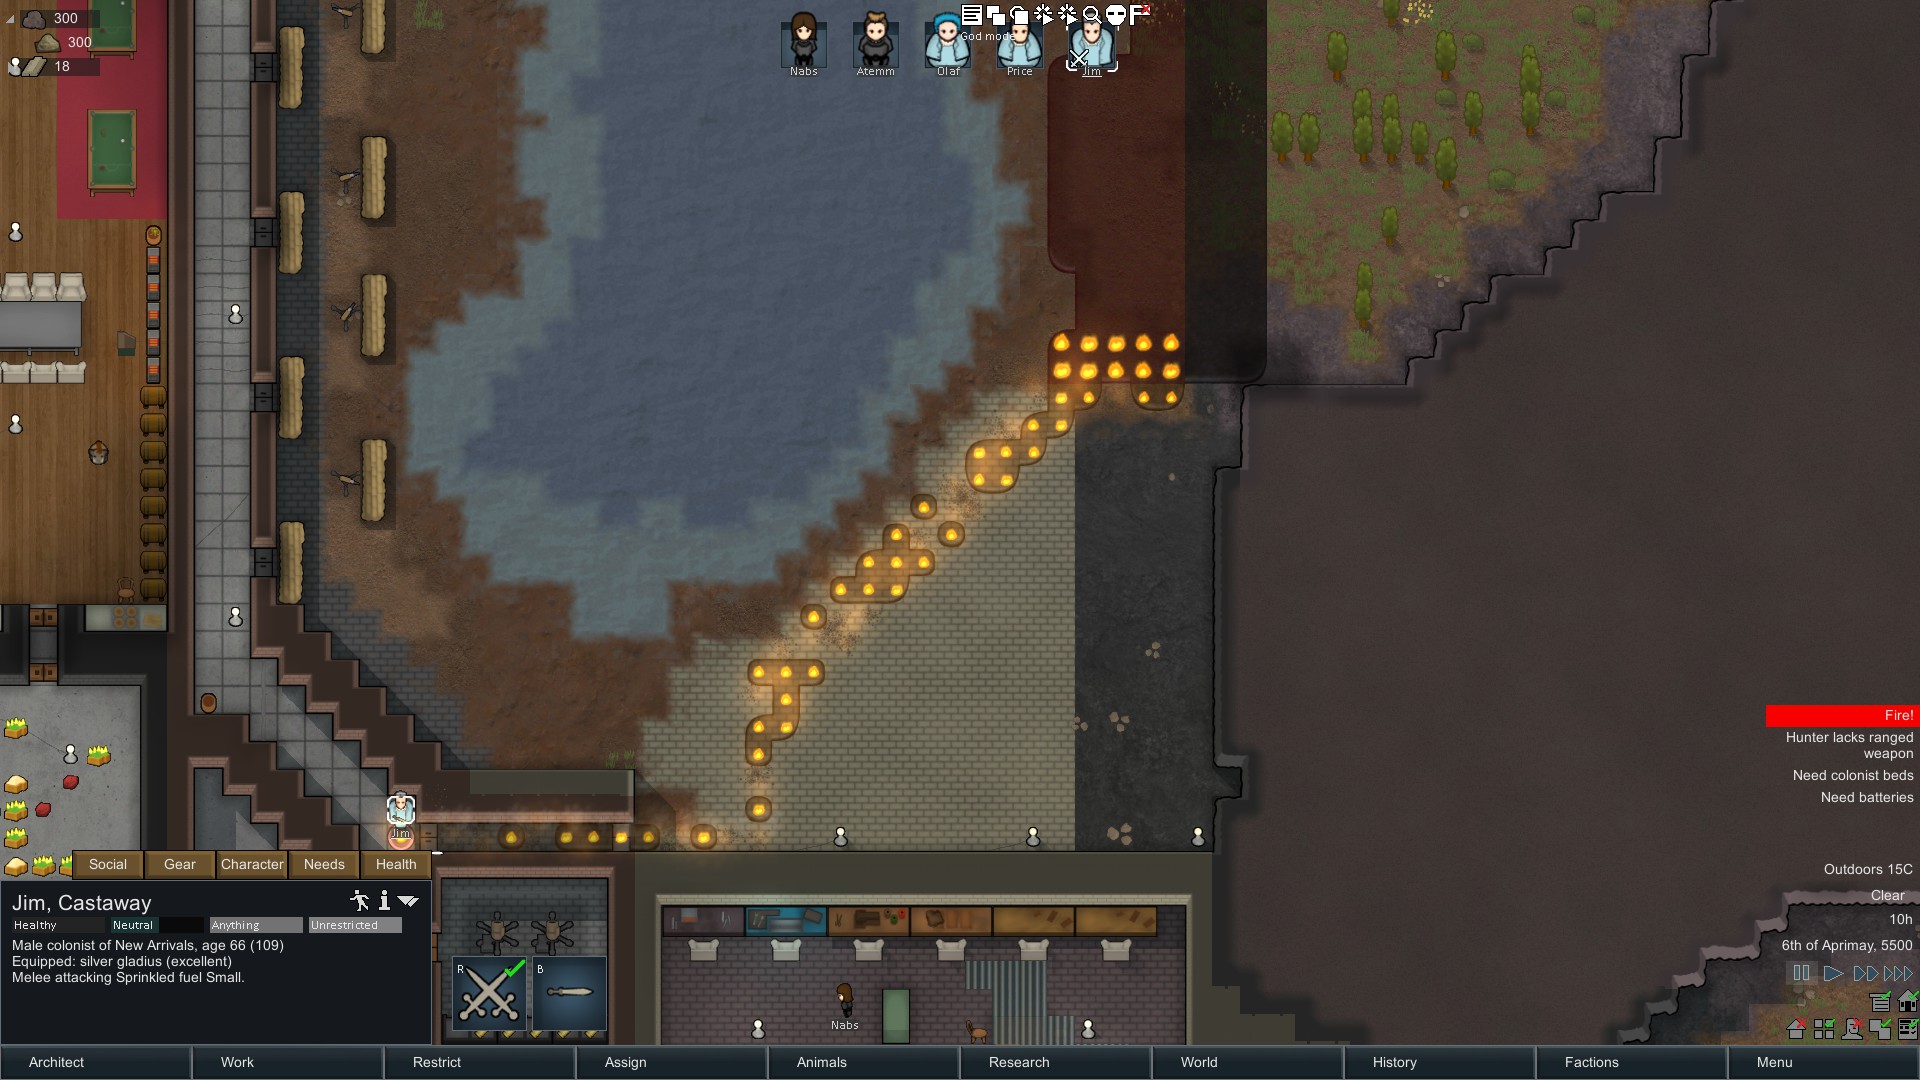 300
300
18
God mode
Nabs
Atemm
Olaf
Price
Jim
Jim
Fire!
Hunter lacks ranged
weapon
Need colonist beds
Need batteries
Outdoors 15C
Clear
10h
6th of Aprimay, 5500
Social
Gear
Character
Needs
Health
Jim, Castaway
Healthy
Neutral
Anything
Unrestricted
Male colonist of New Arrivals, age 66 (109)
Equipped: silver gladius (excellent)
Melee attacking Sprinkled fuel Small.
R
B
Nabs
Architect
Work
Restrict
Assign
Animals
Research
World
History
Factions
Menu